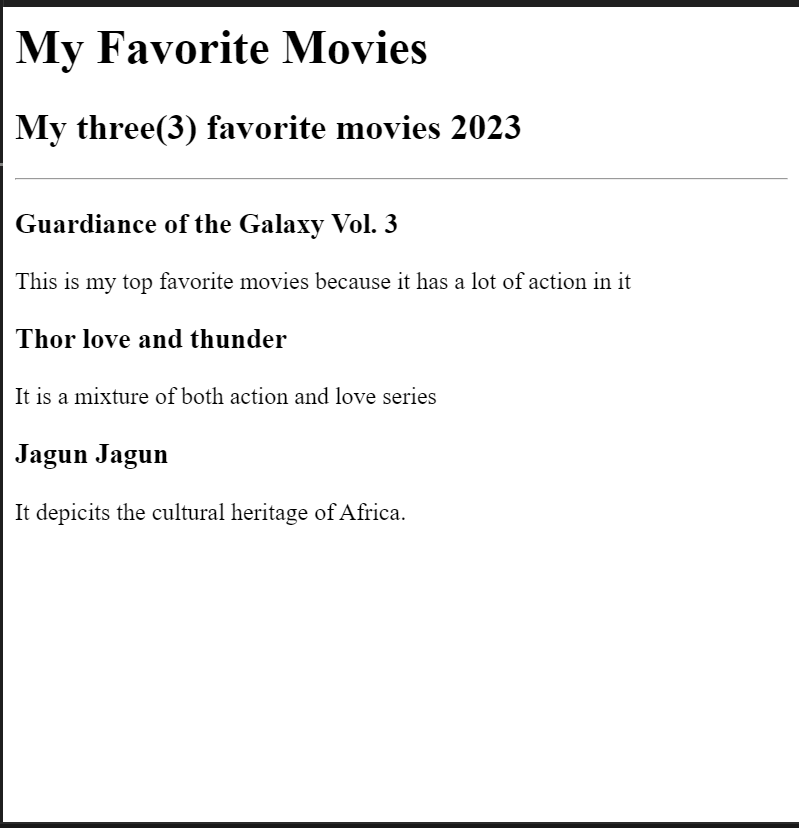 My Favorite Movies
My three(3) favorite movies 2023
Guardiance of the Galaxy Vol. 3
This is my top favorite movies because it has a lot of action in it
Thor love and thunder
It is a mixture of both action and love series
Jagun Jagun
It depicits the cultural heritage of Africa.